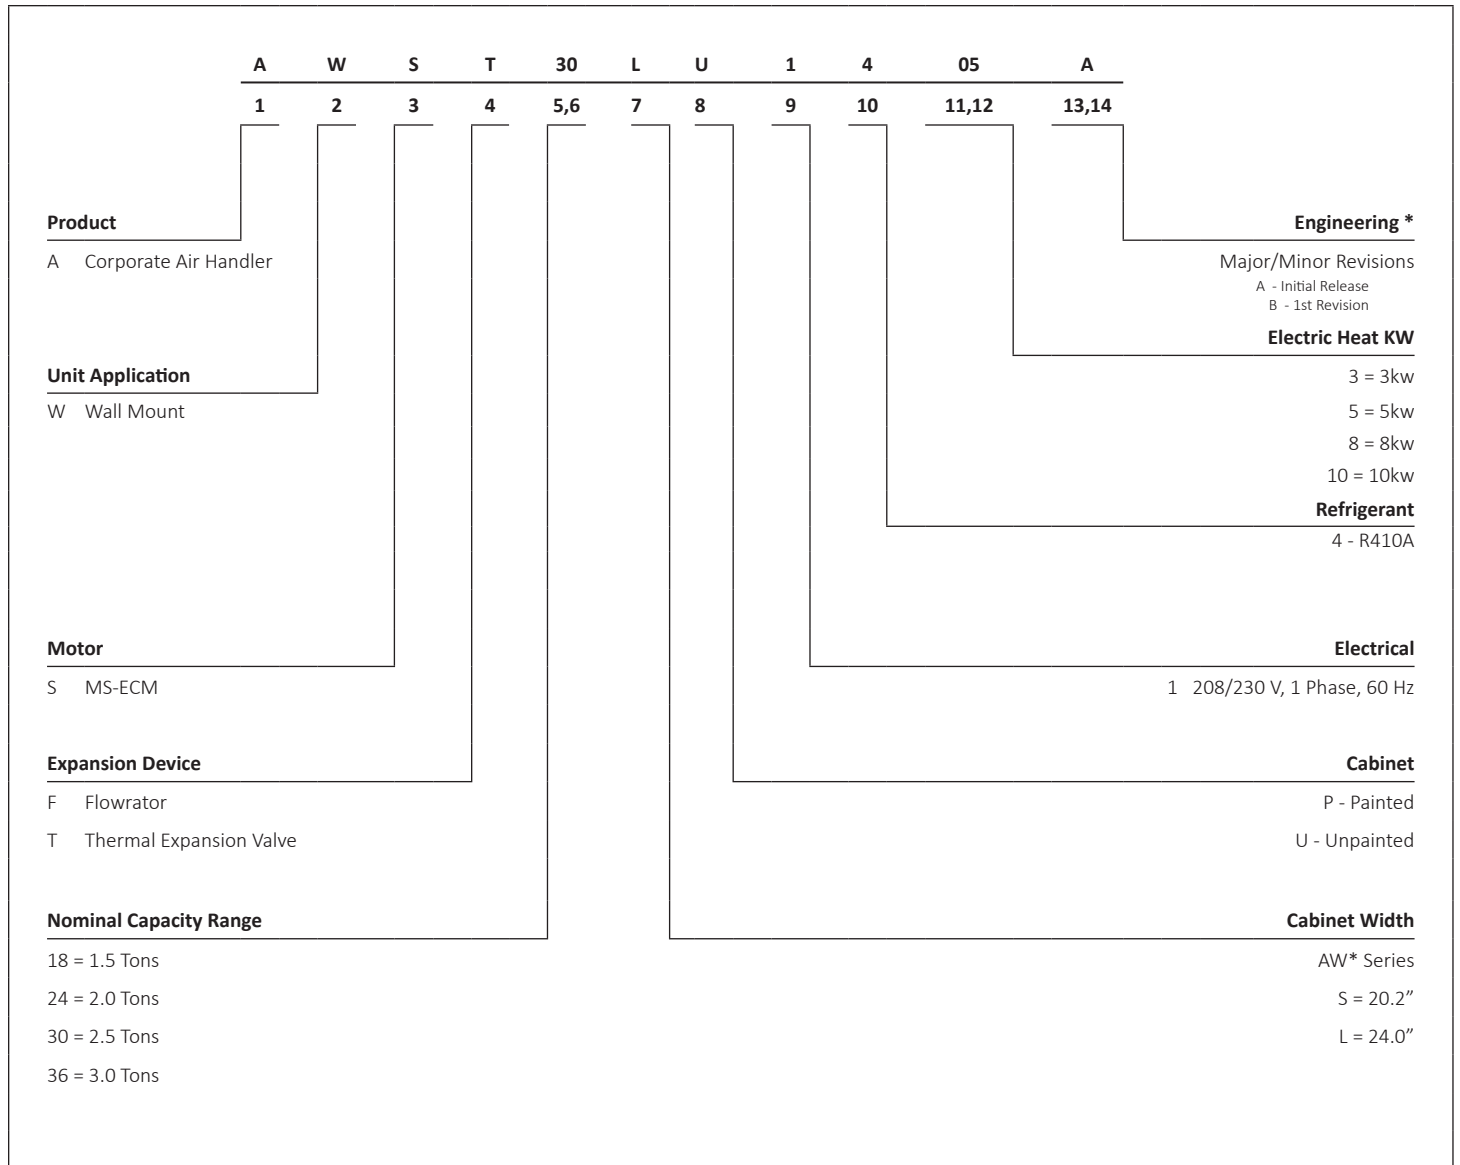 A W S T 30 L U 1 4 05 A
1 2 3 4 5,6 7 8 9 10 11,12 13,14
Product
A Corporate Air Handler
Unit Application
W Wall Mount
Motor
S MS-ECM
Expansion Device
F Flowrator
T Thermal Expansion Valve
Nominal Capacity Range
18 = 1.5 Tons
24 = 2.0 Tons
30 = 2.5 Tons
36 = 3.0 Tons
Engineering *
Major/Minor Revisions
A - Initial Release
B - 1st Revision
Electric Heat KW
3 = 3kw
5 = 5kw
8 = 8kw
10 = 10kw
Refrigerant
4 - R410A
Electrical
1 208/230 V, 1 Phase, 60 Hz
Cabinet
P - Painted
U - Unpainted
Cabinet Width
AW* Series
S = 20.2”
L = 24.0”